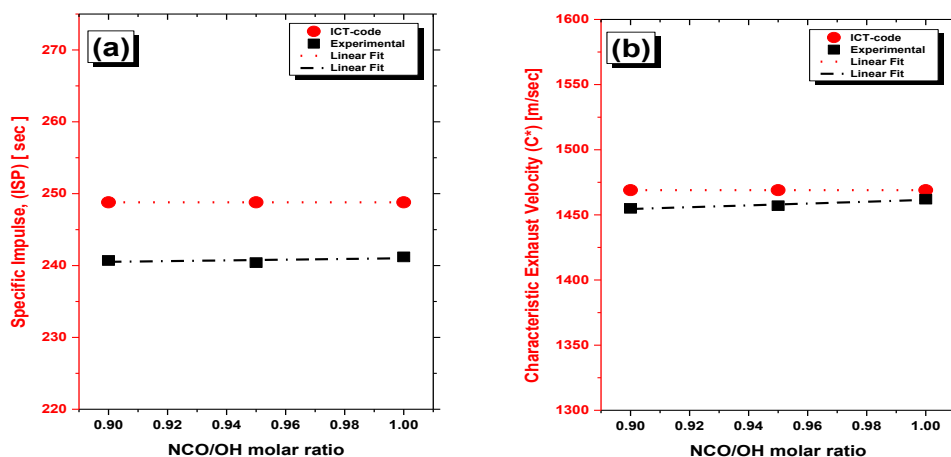 (a)
ICT-code
Experimental
Linear Fit
Linear Fit
270
260
250
240
230
220
Specific Impulse, (ISP) [ sec ]
0.90 0.92 0.94 0.96 0.98 1.00
NCO/OH molar ratio
(b)
ICT-code
Experimental
Linear Fit
Linear Fit
1600
1550
1500
1450
1400
1350
1300
Characteristic Exhaust Velocity (C*) [m/sec]
0.90 0.92 0.94 0.96 0.98 1.00
NCO/OH molar ratio